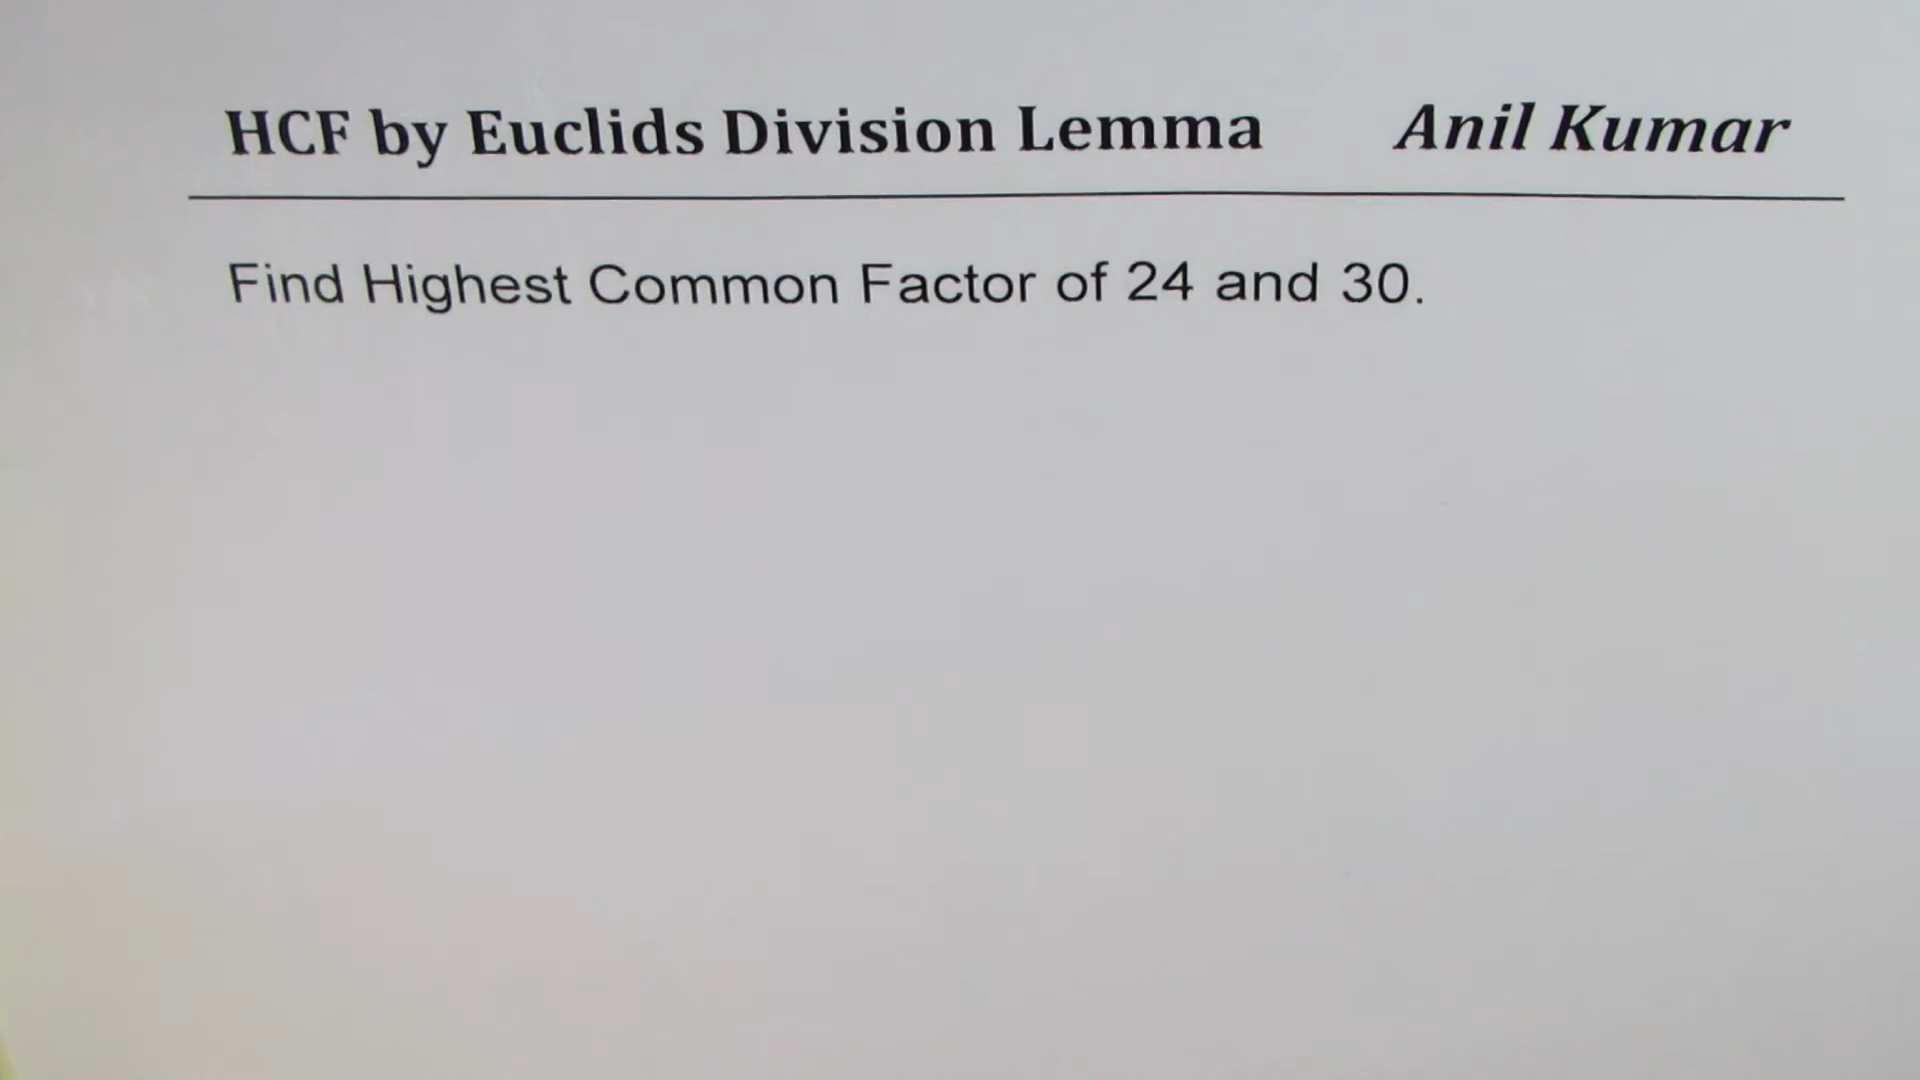 HCF by Euclids Division Lemma Anil Kumar
Find Highest Common Factor of 24 and 30.